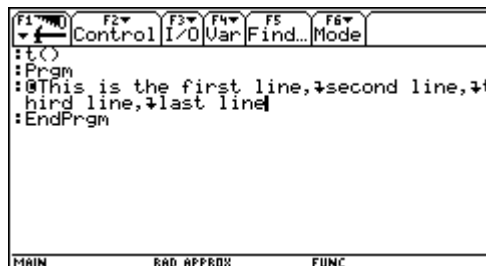 F1 F2 Control F3 I/O F4 Var F5 Find... F6 Mode
:t()
:Prgm
:©This is the first line,↴second line,↴t
hird line,↴last line
:EndPrgm
MAIN RAD APPROX FUNC